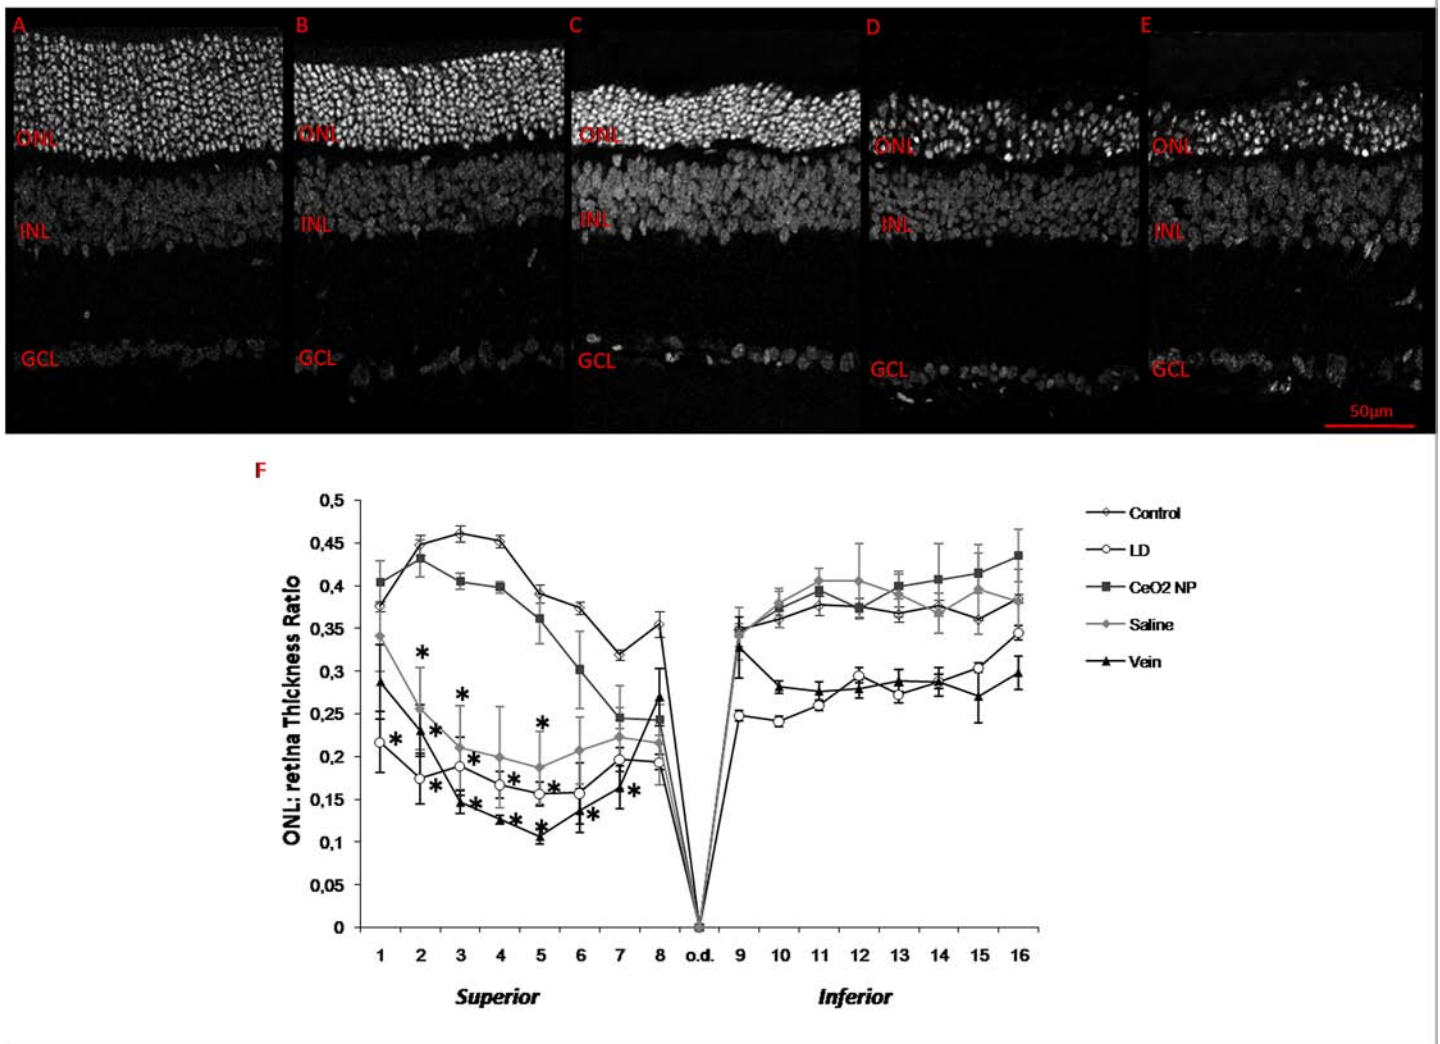 A B C D E
ONL ONL ONL ONL ONL
INL INL INL INL INL
GCL GCL GCL GCL GCL
50µm
F
ONL: retina Thickness Ratio
0,5
0,45
0,4
0,35
0,3
0,25
0,2
0,15
0,1
0,05
0
* * * * * * * * * * * * * * *
1 2 3 4 5 6 7 8 o.d. 9 10 11 12 13 14 15 16
Superior Inferior
Control
LD
CeO2 NP
Saline
Vein